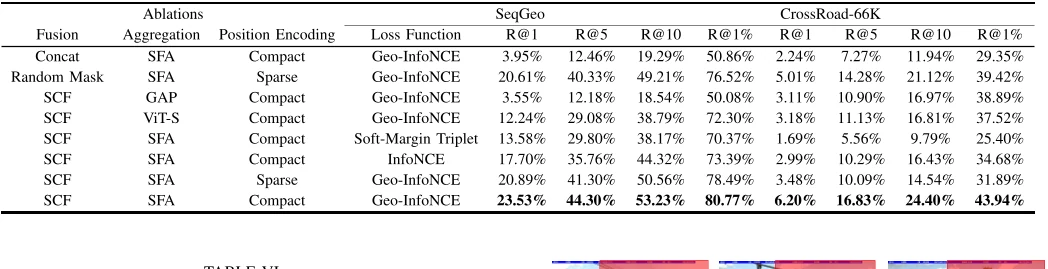 Ablations SeqGeo CrossRoad-66K
Fusion Aggregation Position Encoding Loss Function R@1 R@5 R@10 R@1% R@1 R@5 R@10 R@1%
Concat SFA Compact Geo-InfoNCE 3.95% 12.46% 19.29% 50.86% 2.24% 7.27% 11.94% 29.35%
Random Mask SFA Sparse Geo-InfoNCE 20.61% 40.33% 49.21% 76.52% 5.01% 14.28% 21.12% 39.42%
SCF GAP Compact Geo-InfoNCE 3.55% 12.18% 18.54% 50.08% 3.11% 10.90% 16.97% 38.89%
SCF ViT-S Compact Geo-InfoNCE 12.24% 29.08% 38.79% 72.30% 3.18% 11.13% 16.81% 37.52%
SCF SFA Compact Soft-Margin Triplet 13.58% 29.80% 38.17% 70.37% 1.69% 5.56% 9.79% 25.40%
SCF SFA Compact InfoNCE 17.70% 35.76% 44.32% 73.39% 2.99% 10.29% 16.43% 34.68%
SCF SFA Sparse Geo-InfoNCE 20.89% 41.30% 50.56% 78.49% 3.48% 10.09% 14.54% 31.89%
SCF SFA Compact Geo-InfoNCE 23.53% 44.30% 53.23% 80.77% 6.20% 16.83% 24.40% 43.94%
TABLE VI